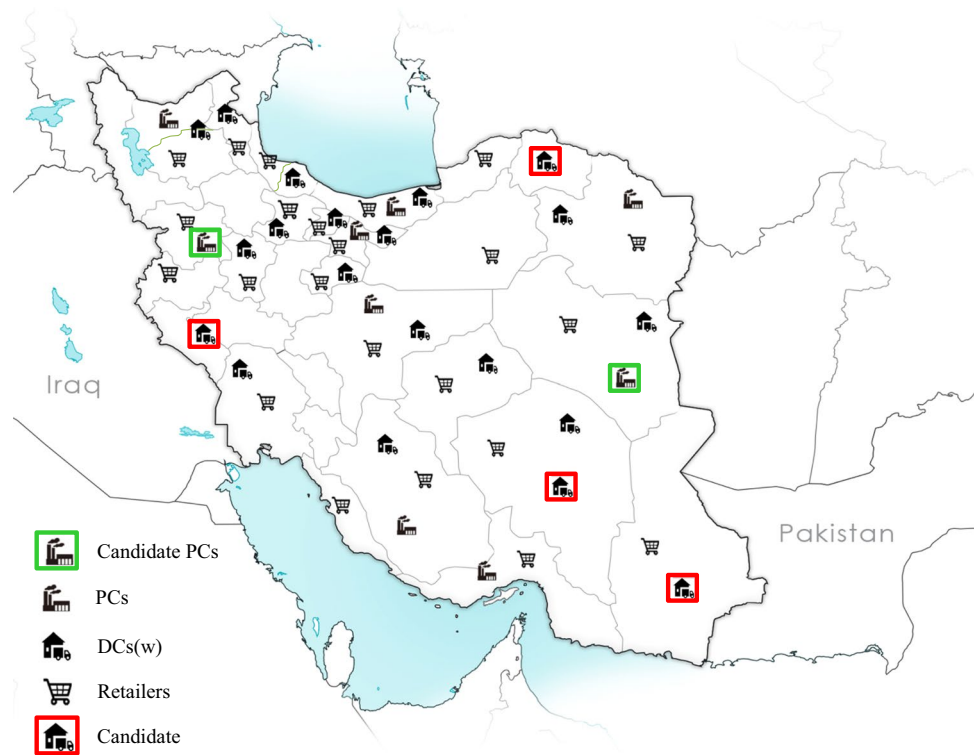 Iraq
Pakistan
Candidate PCs
PCs
DCs(w)
Retailers
Candidate